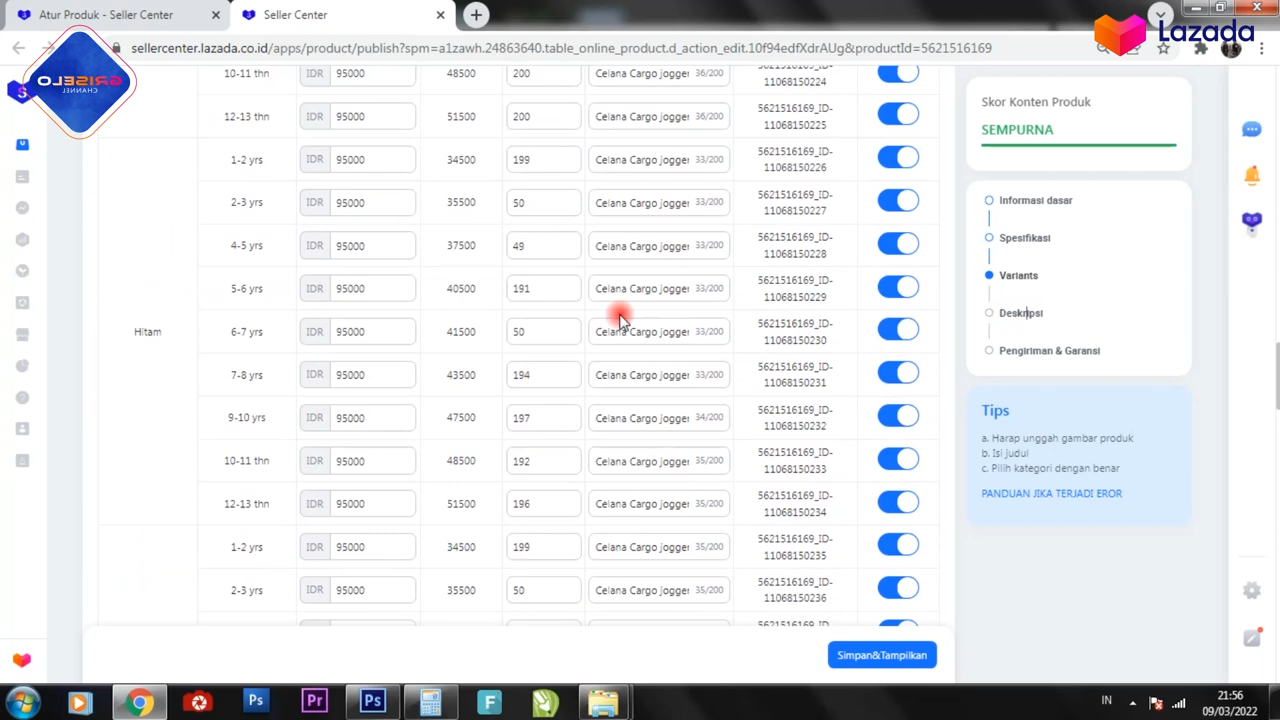 Atur Produk - Seller Center
Seller Center
sellercenter.lazada.co.id/apps/product/publish?spm=a1zawh.24863640.table_online_product.d_action_edit.10f94edfXdrAUg&productId=5621516169
Lazada
GRISELO
CHANNEL
10-11 thn IDR 95000 48500 200 Celana Cargo jogger 36/200 5621516169_ID-
11068150224
12-13 thn IDR 95000 51500 200 Celana Cargo jogger 36/200 5621516169_ID-
11068150225
1-2 yrs IDR 95000 34500 199 Celana Cargo jogger 33/200 5621516169_ID-
11068150226
2-3 yrs IDR 95000 35500 50 Celana Cargo jogger 33/200 5621516169_ID-
11068150227
4-5 yrs IDR 95000 37500 49 Celana Cargo jogger 33/200 5621516169_ID-
11068150228
5-6 yrs IDR 95000 40500 191 Celana Cargo jogger 33/200 5621516169_ID-
11068150229
Hitam 6-7 yrs IDR 95000 41500 50 Celana Cargo jogger 33/200 5621516169_ID-
11068150230
7-8 yrs IDR 95000 43500 194 Celana Cargo jogger 33/200 5621516169_ID-
11068150231
9-10 yrs IDR 95000 47500 197 Celana Cargo jogger 34/200 5621516169_ID-
11068150232
10-11 thn IDR 95000 48500 192 Celana Cargo jogger 35/200 5621516169_ID-
11068150233
12-13 thn IDR 95000 51500 196 Celana Cargo jogger 35/200 5621516169_ID-
11068150234
1-2 yrs IDR 95000 34500 199 Celana Cargo jogger 35/200 5621516169_ID-
11068150235
2-3 yrs IDR 95000 35500 50 Celana Cargo jogger 35/200 5621516169_ID-
11068150236
5621516169_ID-
Simpan&Tampilkan
Skor Konten Produk
SEMPURNA
Informasi dasar
Spesifikasi
Variants
Deskripsi
Pengiriman & Garansi
Tips
a. Harap unggah gambar produk
b. Isi judul
c. Pilih kategori dengan benar
PANDUAN JIKA TERJADI EROR
Ps
Pr
Ps
F
IN
21:56
09/03/2022